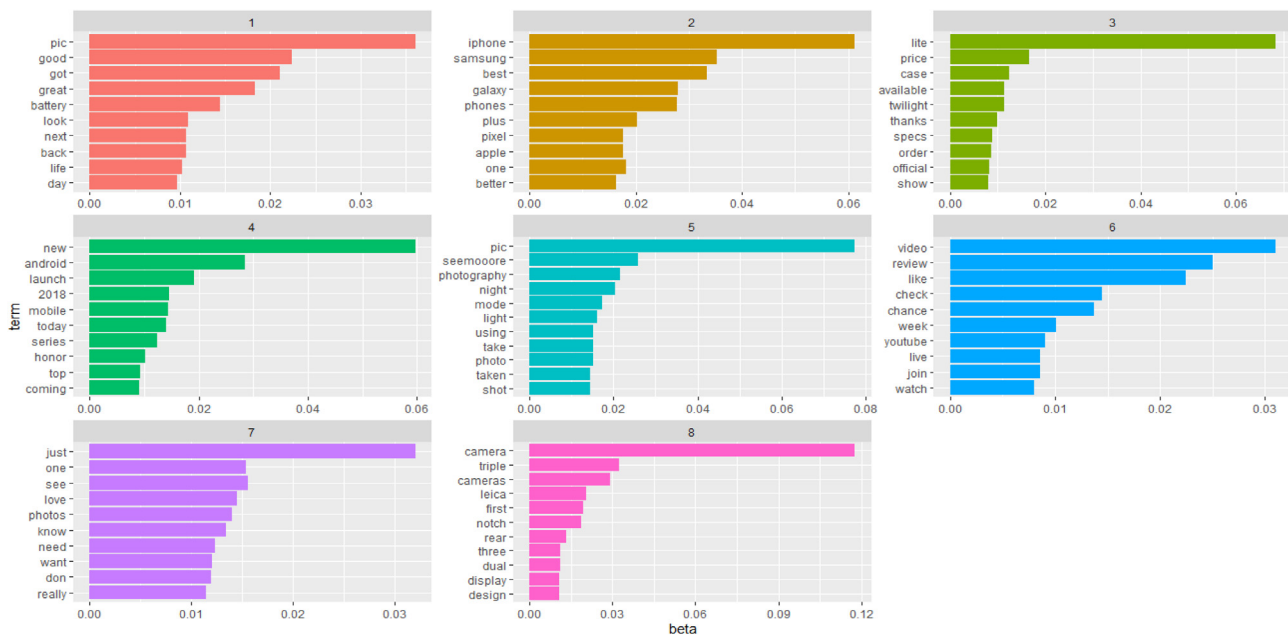 1
pic
good
got
great
battery
look
next
back
life
day
0.00 0.01 0.02 0.03
2
iphone
samsung
best
galaxy
phones
plus
pixel
apple
one
better
0.00 0.02 0.04 0.06
3
lite
price
case
available
twilight
thanks
specs
order
official
show
0.00 0.02 0.04 0.06
term
4
new
android
launch
2018
mobile
today
series
honor
top
coming
0.00 0.02 0.04 0.06
5
pic
seemooore
photography
night
mode
light
using
take
photo
taken
shot
0.00 0.02 0.04 0.06 0.08
6
video
review
like
check
chance
week
youtube
live
join
watch
0.00 0.01 0.02 0.03
7
just
one
see
love
photos
know
need
want
don
really
0.00 0.01 0.02 0.03
8
camera
triple
cameras
leica
first
notch
rear
three
dual
display
design
0.00 0.03 0.06 0.09 0.12
beta